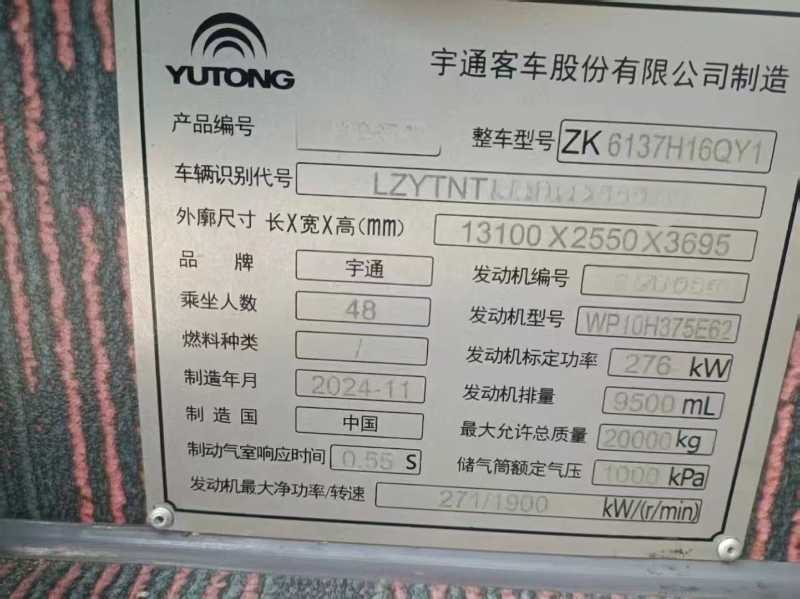 YUTONG
宇通客车股份有限公司制造
产品编号
整车型号 ZK 6137H16QY1
车辆识别代号 LZYTNT
外廓尺寸 长X宽X高(mm) 13100X2550X3695
品牌 宇通
发动机编号
乘坐人数 48
发动机型号 WP10H375E62
燃料种类 /
发动机标定功率 276 kW
制造年月 2024-11
发动机排量 9500 mL
制造国 中国
最大允许总质量 20000 kg
制动气室响应时间 0.55 S
储气筒额定气压 1000 kPa
发动机最大净功率/转速 271/1900 kW/(r/min)